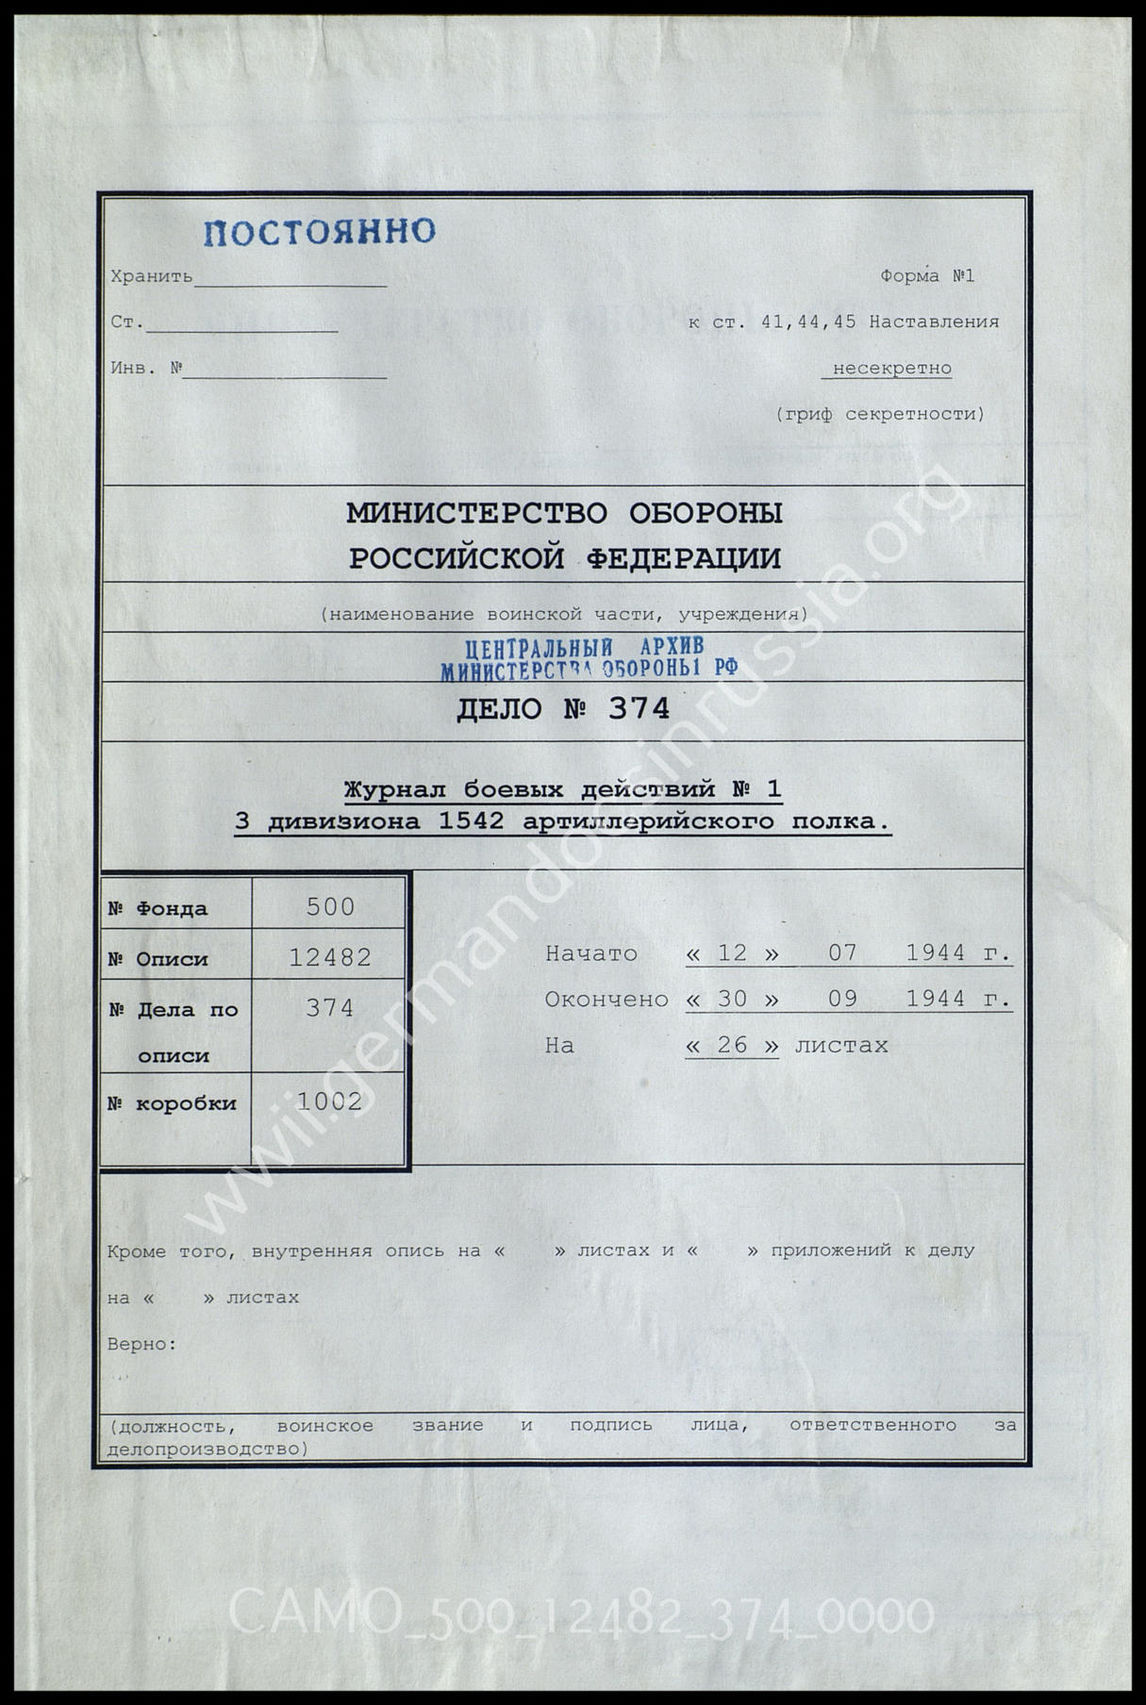 ПОСТОЯННО
Хранить
Форма №1
Ст.
к ст. 41,44,45 Наставления
Инв. №
несекретно
(гриф секретности)
МИНИСТЕРСТВО ОБОРОНЫ
РОССИЙСКОЙ ФЕДЕРАЦИИ
(наименование воинской части, учреждения)
ЦЕНТРАЛЬНЫЙ АРХИВ
МИНИСТЕРСТВА ОБОРОНЫ РФ
ДЕЛО № 374
Журнал боевых действий № 1
3 дивизиона 1542 артиллерийского полка.
№ Фонда 500
№ Описи 12482
№ Дела по описи 374
№ коробки 1002
Начато « 12 » 07 1944 г.
Окончено « 30 » 09 1944 г.
На « 26 » листах
Кроме того, внутренняя опись на « » листах и « » приложений к делу
на « » листах
Верно:
(должность, воинское звание и подпись лица, ответственного за
делопроизводство)
wwii.germandocsinrussia.org
CAMO_500_12482_374_0000